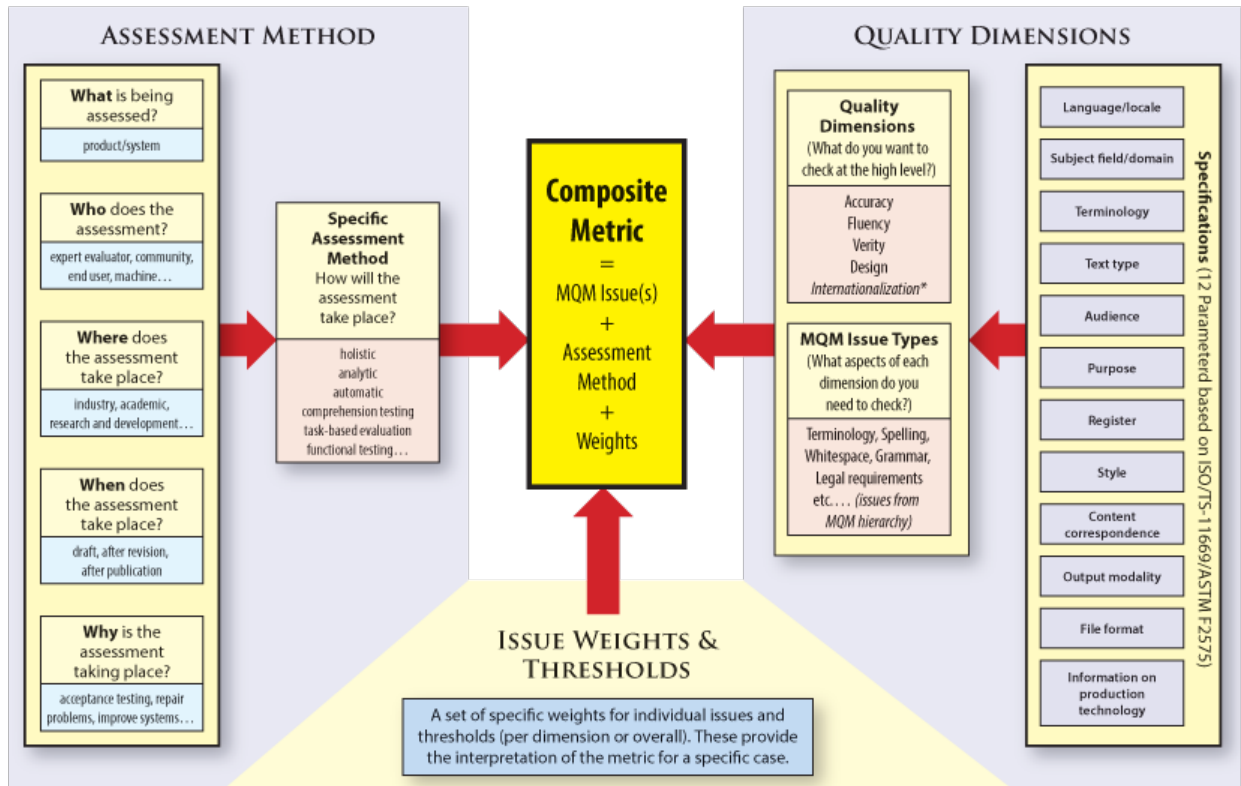 ASSESSMENT METHOD
What is being
assessed?
product/system
Who does the
assessment?
expert evaluator, community,
end user, machine…
Where does
the assessment
take place?
industry, academic,
research and development…
When does
the assessment
take place?
draft, after revision,
after publication
Why is the
assessment
taking place?
acceptance testing, repair
problems, improve systems…
Specific
Assessment
Method
How will the
assessment
take place?
holistic
analytic
automatic
comprehension testing
task-based evaluation
functional testing…
Composite
Metric
=
MQM Issue(s)
+
Assessment
Method
+
Weights
ISSUE WEIGHTS &
THRESHOLDS
A set of specific weights for individual issues and
thresholds (per dimension or overall). These provide
the interpretation of the metric for a specific case.
QUALITY DIMENSIONS
Quality
Dimensions
(What do you want to
check at the high level?)
Accuracy
Fluency
Verity
Design
Internationalization*
MQM Issue Types
(What aspects of each
dimension do you
need to check?)
Terminology, Spelling,
Whitespace, Grammar,
Legal requirements
etc.… (issues from
MQM hierarchy)
Language/locale
Subject field/domain
Terminology
Text type
Audience
Purpose
Register
Style
Content
correspondence
Output modality
File format
Information on
production
technology
Specifications (12 Parameterd based on ISO/TS-11669/ASTM F2575)